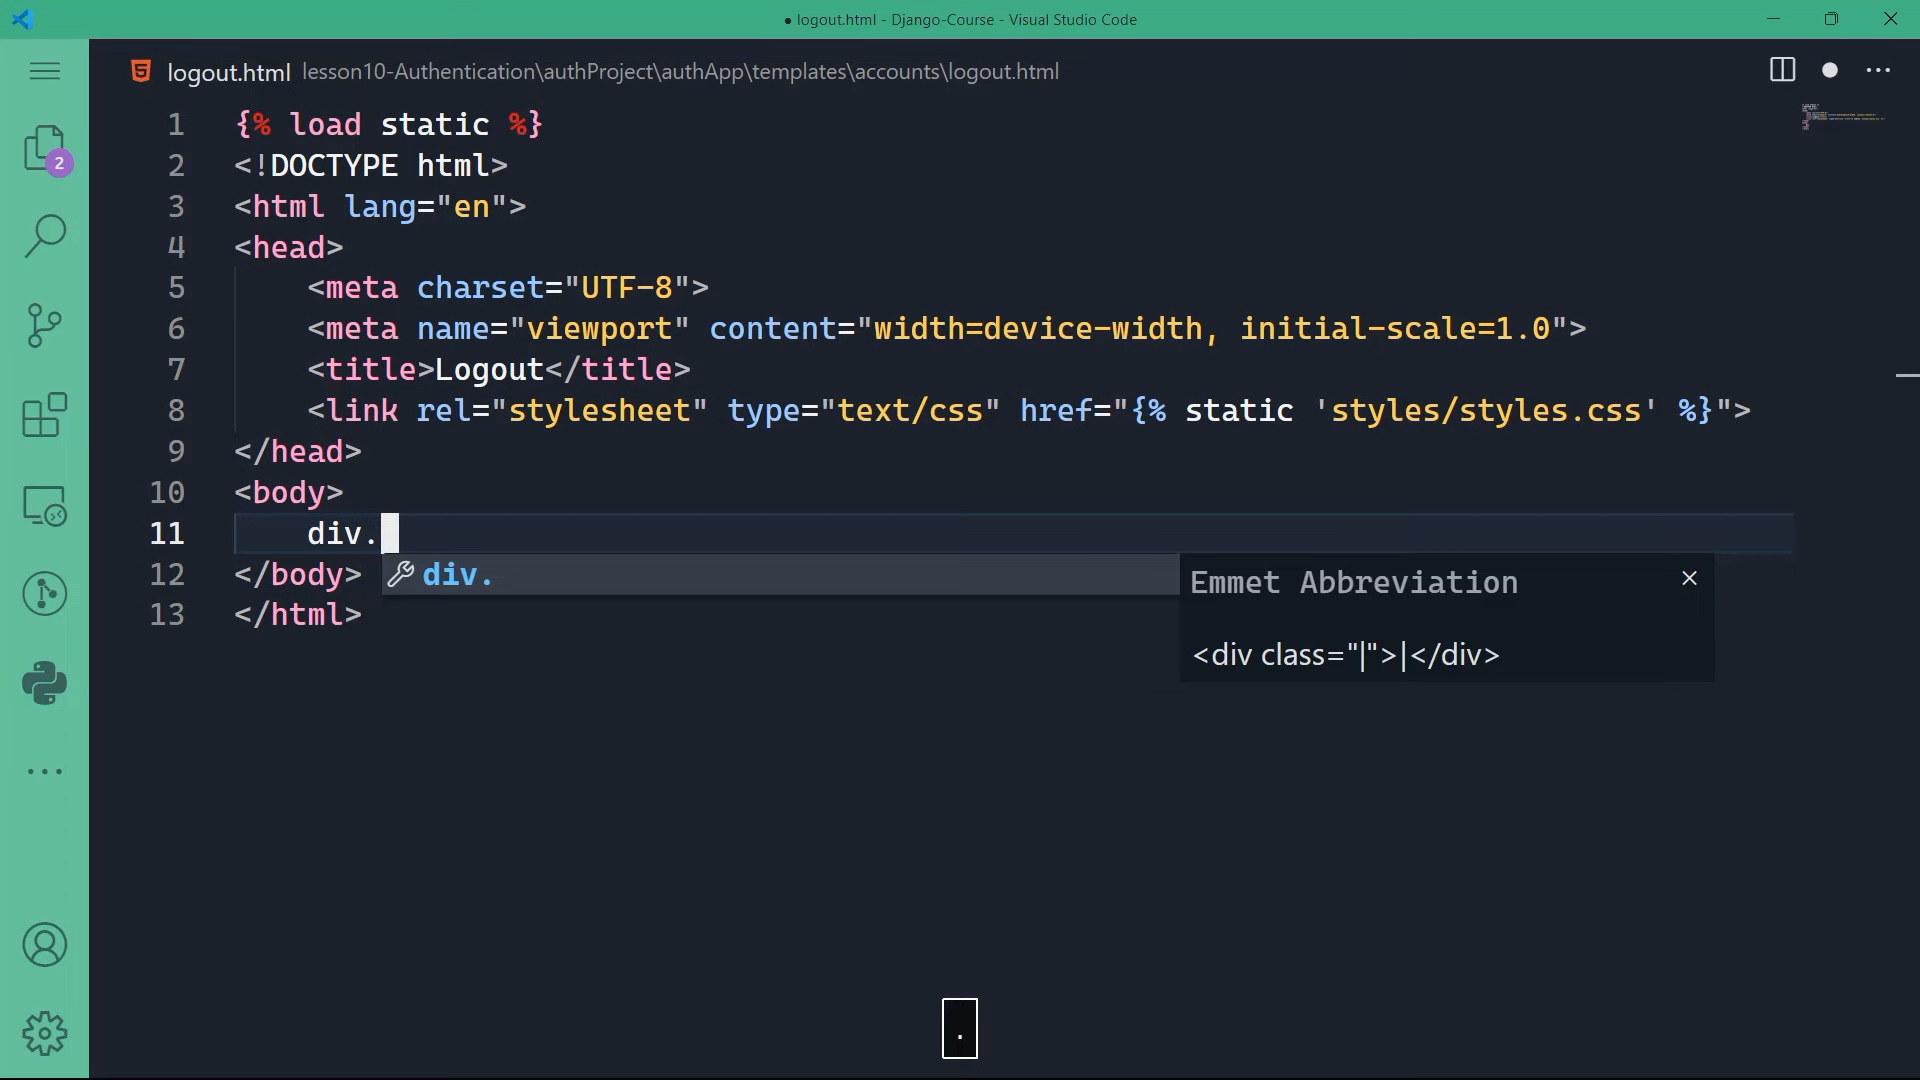 ● logout.html - Django-Course - Visual Studio Code
logout.html lesson10-Authentication\authProject\authApp\templates\accounts\logout.html
2
1 {% load static %}
2 <!DOCTYPE html>
3 <html lang="en">
4 <head>
5 <meta charset="UTF-8">
6 <meta name="viewport" content="width=device-width, initial-scale=1.0">
7 <title>Logout</title>
8 <link rel="stylesheet" type="text/css" href="{% static 'styles/styles.css' %}">
9 </head>
10 <body>
11 div.
12 </body>
13 </html>
div.
Emmet Abbreviation
<div class="|">|</div>
.